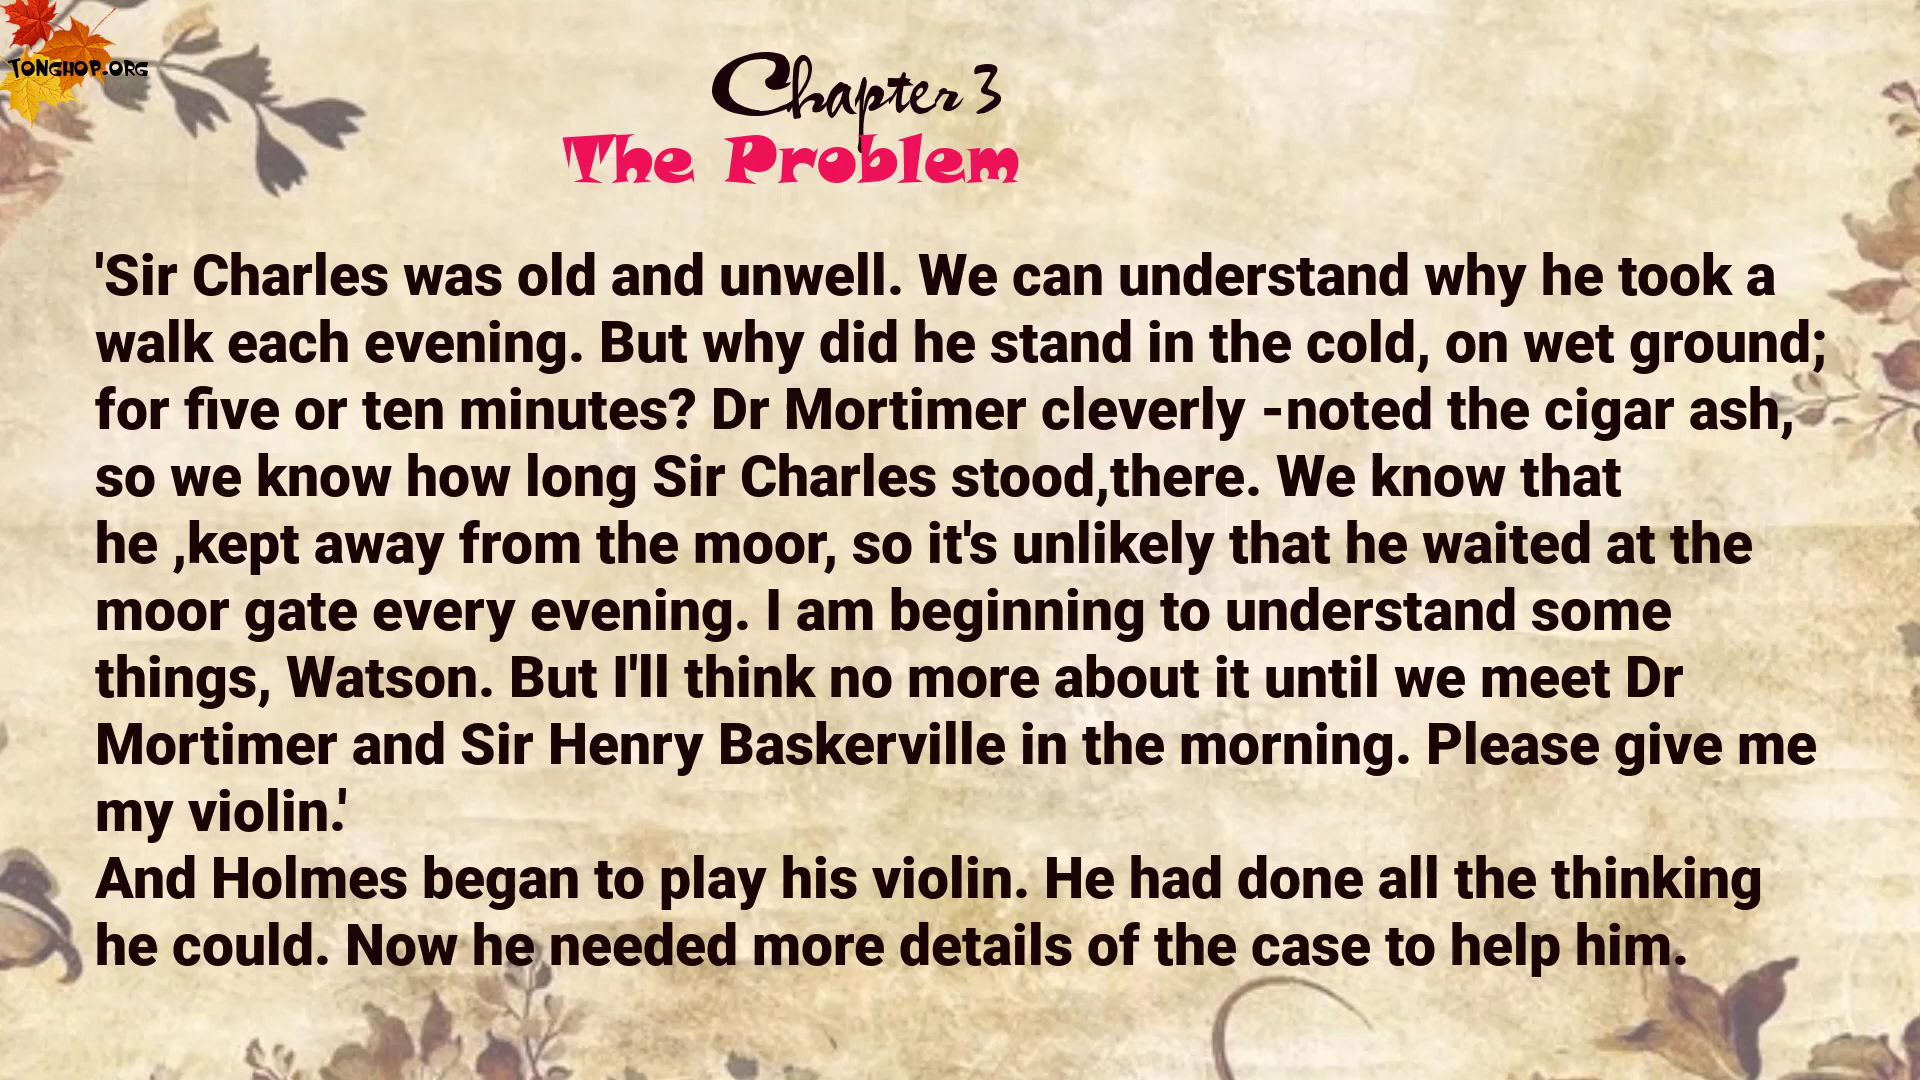 TONGHOP.ORG
Chapter 3
The Problem
'Sir Charles was old and unwell. We can understand why he took a
walk each evening. But why did he stand in the cold, on wet ground;
for five or ten minutes? Dr Mortimer cleverly -noted the cigar ash,
so we know how long Sir Charles stood,there. We know that
he ,kept away from the moor, so it's unlikely that he waited at the
moor gate every evening. I am beginning to understand some
things, Watson. But I'll think no more about it until we meet Dr
Mortimer and Sir Henry Baskerville in the morning. Please give me
my violin.'
And Holmes began to play his violin. He had done all the thinking
he could. Now he needed more details of the case to help him.